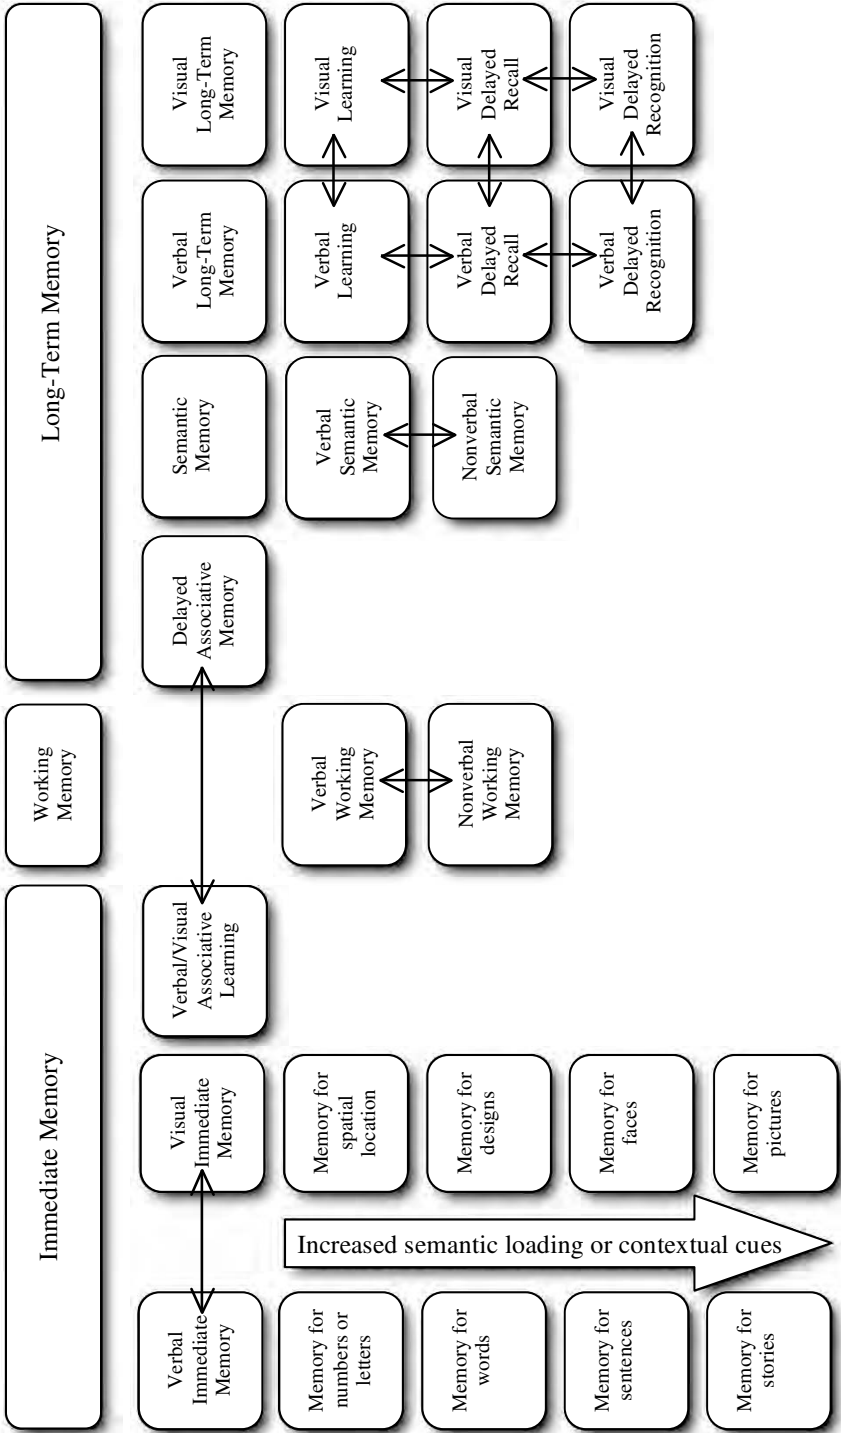 Immediate Memory
Working
Memory
Long-Term Memory
Verbal
Immediate
Memory
Visual
Immediate
Memory
Verbal/Visual
Associative
Learning
Delayed
Associative
Memory
Semantic
Memory
Verbal
Long-Term
Memory
Visual
Long-Term
Memory
Memory for
numbers or
letters
Increased semantic loading or contextual cues
Memory for
spatial
location
Verbal
Working
Memory
Verbal
Semantic
Memory
Verbal
Learning
Visual
Learning
Memory for
words
Memory for
designs
Nonverbal
Working
Memory
Nonverbal
Semantic
Memory
Verbal
Delayed
Recall
Visual
Delayed
Recall
Memory for
sentences
Memory for
faces
Verbal
Delayed
Recognition
Visual
Delayed
Recognition
Memory for
stories
Memory for
pictures